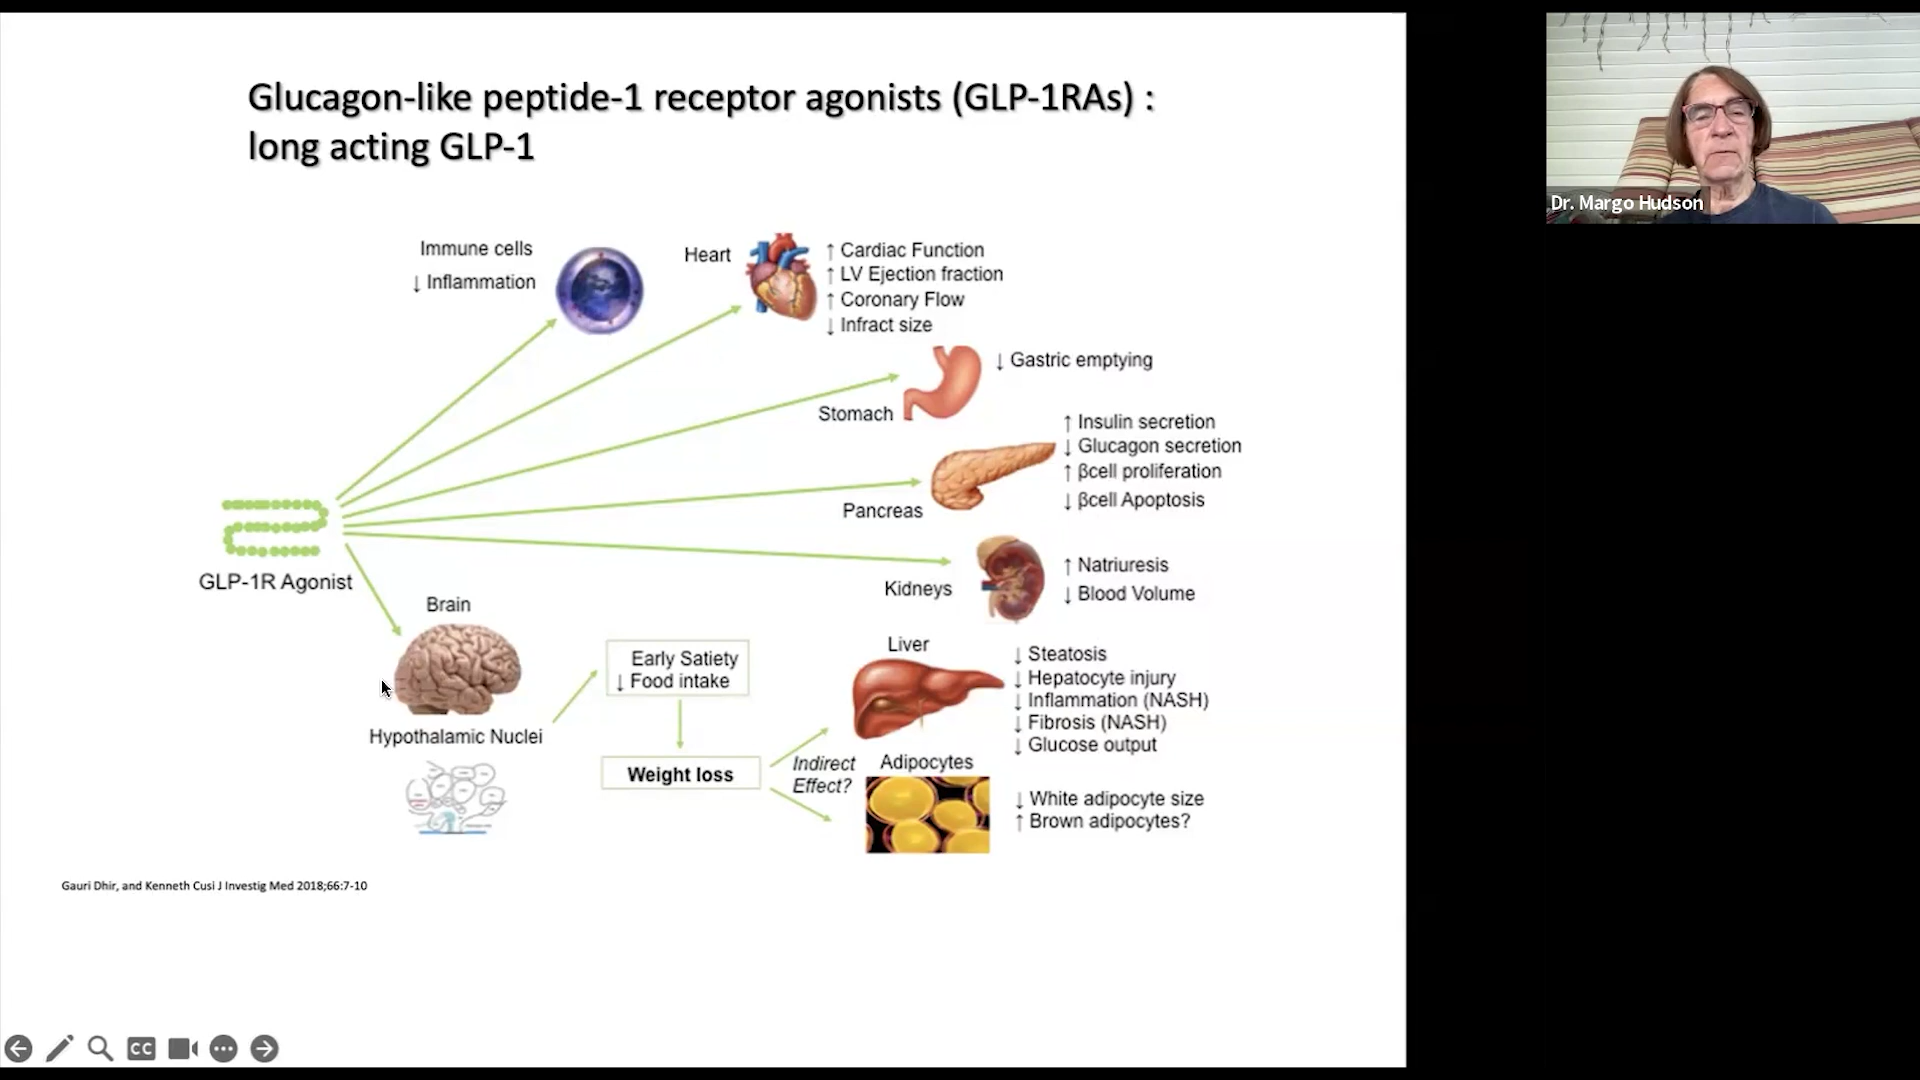 Glucagon-like peptide-1 receptor agonists (GLP-1RAs) :
long acting GLP-1
Dr. Margo Hudson
Immune cells
↓ Inflammation
Heart
↑ Cardiac Function
↑ LV Ejection fraction
↑ Coronary Flow
↓ Infract size
Stomach
↓ Gastric emptying
Pancreas
↑ Insulin secretion
↓ Glucagon secretion
↑ βcell proliferation
↓ βcell Apoptosis
GLP-1R Agonist
Kidneys
↑ Natriuresis
↓ Blood Volume
Brain
Hypothalamic Nuclei
Early Satiety
↓ Food intake
Weight loss
Indirect
Effect?
Liver
↓ Steatosis
↓ Hepatocyte injury
↓ Inflammation (NASH)
↓ Fibrosis (NASH)
↓ Glucose output
Adipocytes
↓ White adipocyte size
↑ Brown adipocytes?
Gauri Dhir, and Kenneth Cusi J Investig Med 2018;66:7-10
CC